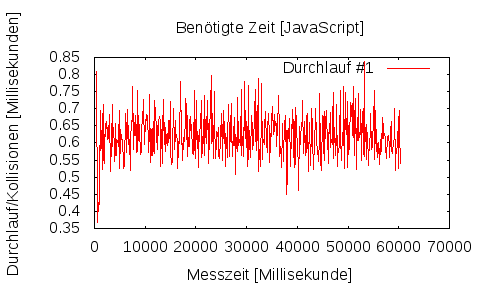 Benötigte Zeit [JavaScript]
Durchlauf/Kollisionen [Millisekunden]
Durchlauf #1
0.85
0.8
0.75
0.7
0.65
0.6
0.55
0.5
0.45
0.4
0.35
0 10000 20000 30000 40000 50000 60000 70000
Messzeit [Millisekunde]